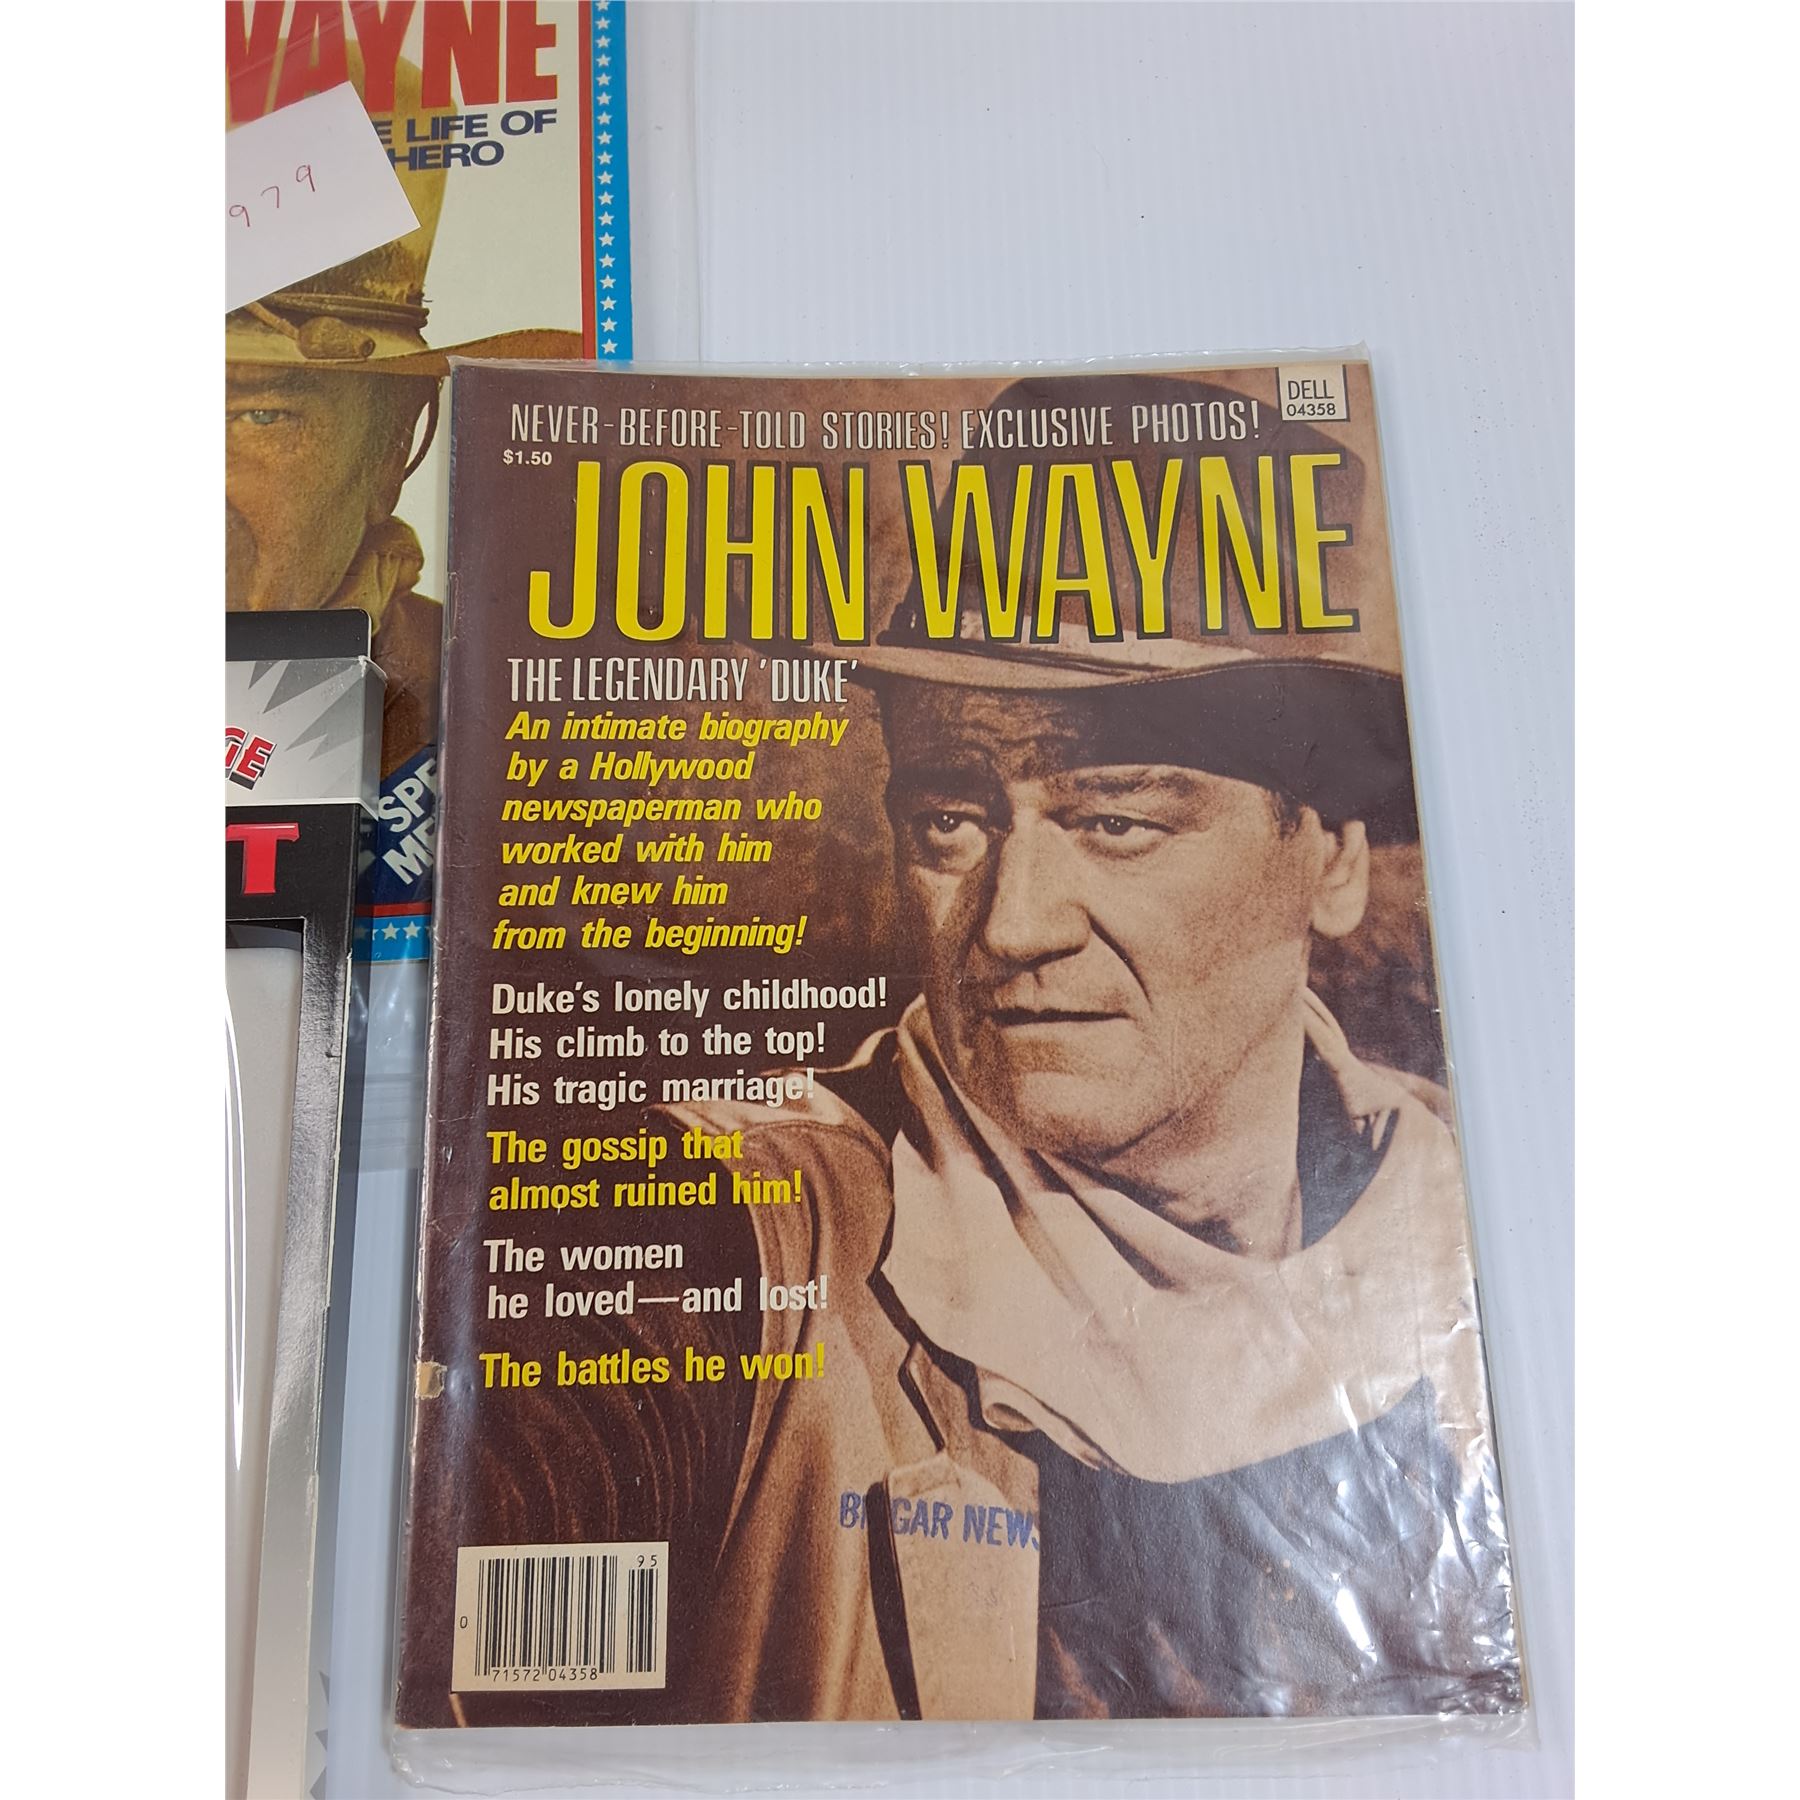 WAYNE
LIFE OF
HERO
979
NEVER-BEFORE-TOLD STORIES! EXCLUSIVE PHOTOS!
DELL
04358
$1.50
JOHN WAYNE
THE LEGENDARY 'DUKE'
An intimate biography
by a Hollywood
newspaperman who
worked with him
and knew him
from the beginning!
Duke's lonely childhood!
His climb to the top!
His tragic marriage!
The gossip that
almost ruined him!
The women
he loved—and lost!
The battles he won!
GAR NEWS
95
0
71572 04358